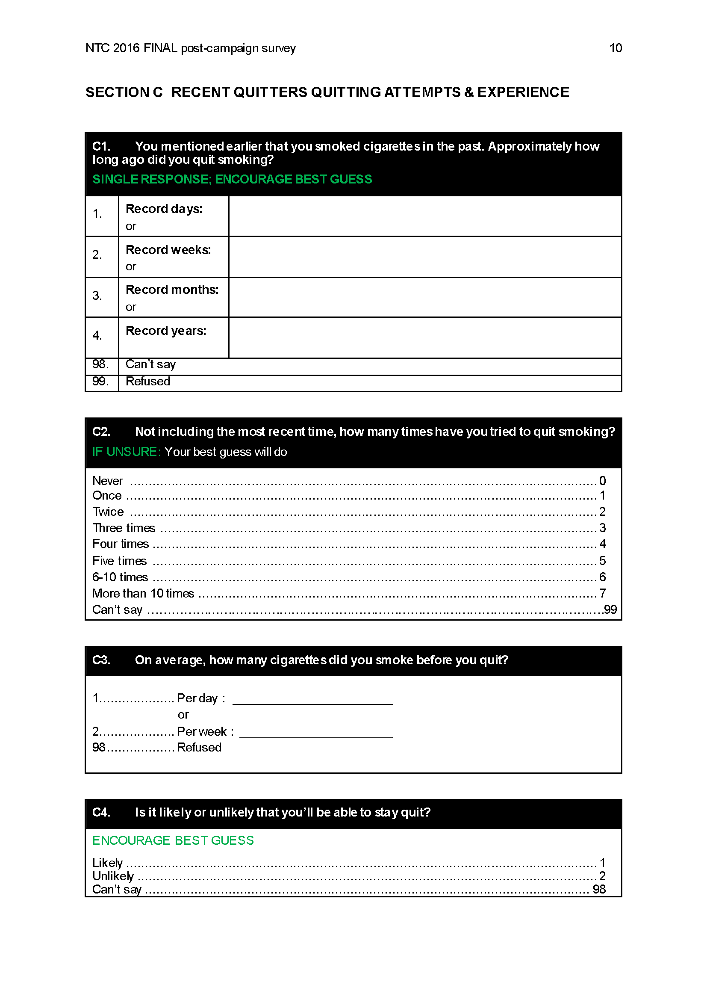 NTC 2016 FINAL post-campaign survey 10
SECTION C RECENT QUITTERS QUITTING ATTEMPTS & EXPERIENCE
C1. You mentioned earlier that you smoked cigarettes in the past. Approximately how
long ago did you quit smoking?
SINGLE RESPONSE; ENCOURAGE BEST GUESS
1. Record days:
or
2. Record weeks:
or
3. Record months:
or
4. Record years:
98. Can't say
99. Refused
C2. Not including the most recent time, how many times have you tried to quit smoking?
IF UNSURE: Your best guess will do
Never ........ 0
Once ........ 1
Twice ........ 2
Three times ........ 3
Four times ........ 4
Five times ........ 5
6-10 times ........ 6
More than 10 times ........ 7
Can't say ........99
C3. On average, how many cigarettes did you smoke before you quit?
1.................... Per day : ____________
or
2.................... Per week : ____________
98.................. Refused
C4. Is it likely or unlikely that you'll be able to stay quit?
ENCOURAGE BEST GUESS
Likely ........ 1
Unlikely ........ 2
Can't say ........ 98